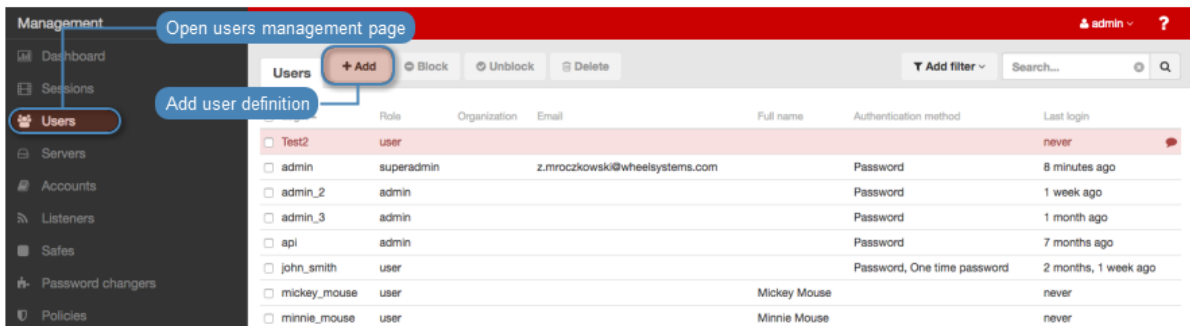 Management
Open users management page
admin
?
Dashboard
Users
+ Add
Block
Unblock
Delete
Add filter
Search...
Sessions
Add user definition
Users
Role
Organization
Email
Full name
Authentication method
Last login
Test2
user
never
Servers
admin
superadmin
z.mroczkowski@wheelsystems.com
Password
8 minutes ago
Accounts
admin_2
admin
Password
1 week ago
Listeners
admin_3
admin
Password
1 month ago
Safes
api
admin
Password
7 months ago
john_smith
user
Password, One time password
2 months, 1 week ago
Password changers
mickey_mouse
user
Mickey Mouse
never
Policies
minnie_mouse
user
Minnie Mouse
never